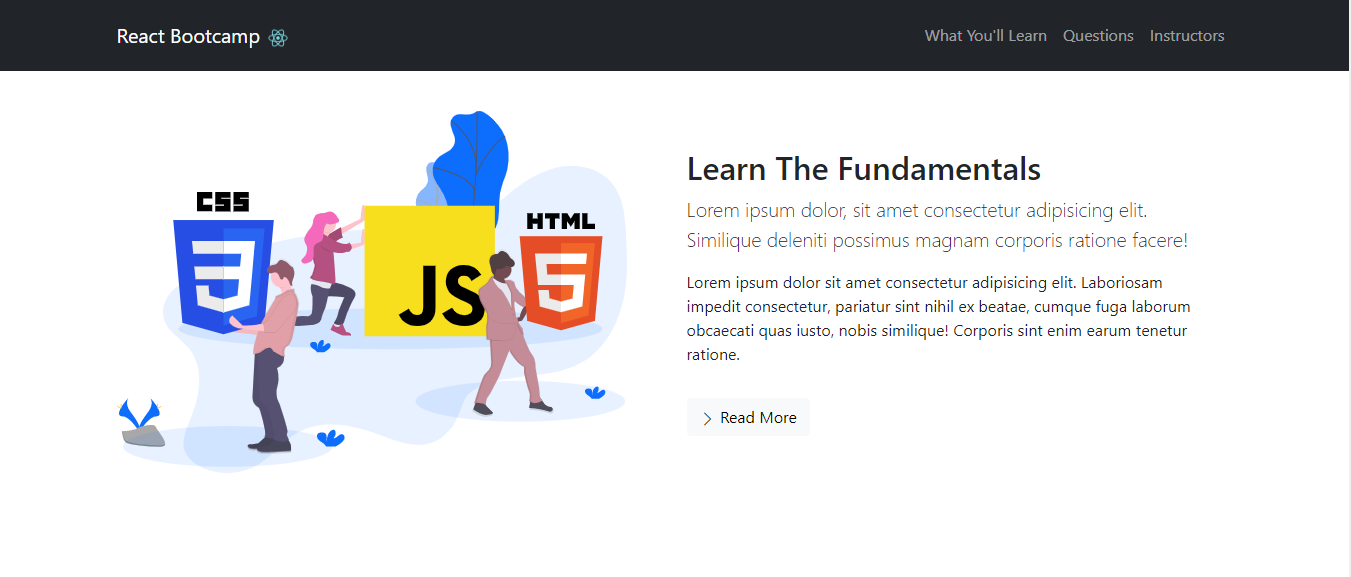 React Bootcamp
What You'll Learn Questions Instructors
CSS
JS
HTML
Learn The Fundamentals
Lorem ipsum dolor, sit amet consectetur adipisicing elit.
Similique deleniti possimus magnam corporis ratione facere!
Lorem ipsum dolor sit amet consectetur adipisicing elit. Laboriosam
impedit consectetur, pariatur sint nihil ex beatae, cumque fuga laborum
obcaecati quas iusto, nobis similique! Corporis sint enim earum tenetur
ratione.
Read More